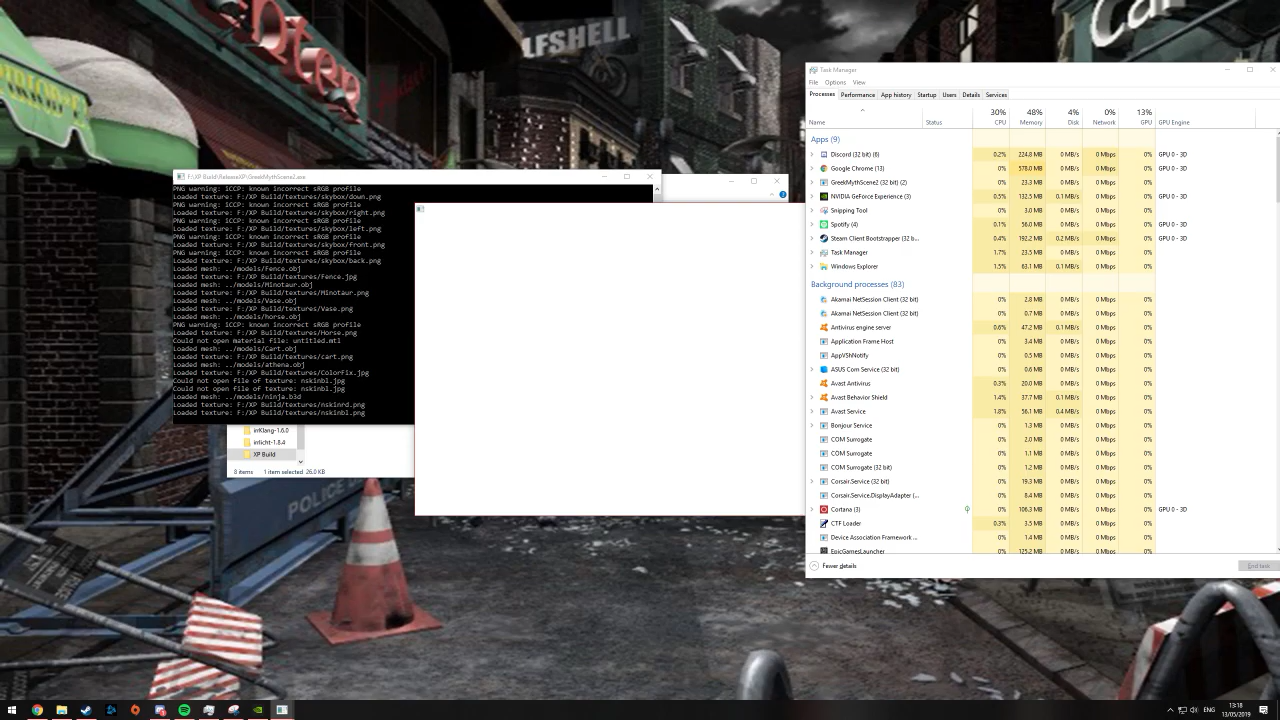 LFSHELL
F:\XP Build\ReleaseXP\GreekMythScene2.exe
PNG warning: iCCP: known incorrect sRGB profile
Loaded texture: F:/XP Build/textures/skybox/down.png
PNG warning: iCCP: known incorrect sRGB profile
Loaded texture: F:/XP Build/textures/skybox/right.png
PNG warning: iCCP: known incorrect sRGB profile
Loaded texture: F:/XP Build/textures/skybox/left.png
PNG warning: iCCP: known incorrect sRGB profile
Loaded texture: F:/XP Build/textures/skybox/front.png
PNG warning: iCCP: known incorrect sRGB profile
Loaded texture: F:/XP Build/textures/skybox/back.png
Loaded mesh: ../models/Fence.obj
Loaded texture: F:/XP Build/textures/Fence.jpg
Loaded mesh: ../models/Minotaur.obj
Loaded texture: F:/XP Build/textures/Minotaur.png
Loaded mesh: ../models/Vase.obj
Loaded texture: F:/XP Build/textures/Vase.png
Loaded mesh: ../models/horse.obj
PNG warning: iCCP: known incorrect sRGB profile
Loaded texture: F:/XP Build/textures/Horse.png
Could not open material file: untitled.mtl
Loaded mesh: ../models/Cart.obj
Loaded texture: F:/XP Build/textures/cart.png
Loaded mesh: ../models/athena.obj
Loaded texture: F:/XP Build/textures/ColorFix.jpg
Could not open file of texture: nskinbl.jpg
Could not open file of texture: nskinbl.jpg
Loaded mesh: ../models/ninja.b3d
Loaded texture: F:/XP Build/textures/nskinrd.png
Loaded texture: F:/XP Build/textures/nskinbl.png
irrKlang-1.6.0
irrlicht-1.8.4
XP Build
8 items 1 item selected 26.0 KB
POLICE
Task Manager
File Options View
Processes Performance App history Startup Users Details Services
30% 48% 4% 0% 13%
Name Status CPU Memory Disk Network GPU GPU Engine
Apps (9)
Discord (32 bit) (6) 0.2% 224.8 MB 0 MB/s 0 Mbps 0% GPU 0 - 3D
Google Chrome (13) 0% 578.0 MB 0 MB/s 0 Mbps 0% GPU 0 - 3D
GreekMythScene2 (32 bit) (2) 0% 23.3 MB 0 MB/s 0 Mbps 0%
NVIDIA GeForce Experience (3) 0.5% 132.5 MB 0.1 MB/s 0 Mbps 0% GPU 0 - 3D
Snipping Tool 0% 3.1 MB 0 MB/s 0 Mbps 0%
Spotify (4) 0.1% 56.0 MB 0 MB/s 0 Mbps 0% GPU 0 - 3D
Steam Client Bootstrapper (32 b... 0.4% 192.2 MB 0.2 MB/s 0 Mbps 0% GPU 0 - 3D
Task Manager 1.7% 23.5 MB 0 MB/s 0 Mbps 0%
Windows Explorer 1.5% 63.1 MB 0.1 MB/s 0 Mbps 0%
Background processes (83)
Akamai NetSession Client (32 bit) 0% 2.8 MB 0 MB/s 0 Mbps 0%
Akamai NetSession Client (32 bit) 0% 0.7 MB 0 MB/s 0 Mbps 0%
Antivirus engine server 0.6% 47.2 MB 0.1 MB/s 0 Mbps 0%
Application Frame Host 0% 3.4 MB 0 MB/s 0 Mbps 0%
AppVShNotify 0% 0.5 MB 0 MB/s 0 Mbps 0%
ASUS Com Service (32 bit) 0% 0.6 MB 0 MB/s 0 Mbps 0%
Avast Antivirus 0.3% 20.0 MB 0 MB/s 0 Mbps 0%
Avast Behavior Shield 1.4% 37.7 MB 0.1 MB/s 0 Mbps 0%
Avast Service 1.8% 56.1 MB 0.4 MB/s 0 Mbps 0%
Bonjour Service 0% 1.3 MB 0 MB/s 0 Mbps 0%
COM Surrogate 0% 2.0 MB 0 MB/s 0 Mbps 0%
COM Surrogate 0% 1.1 MB 0 MB/s 0 Mbps 0%
COM Surrogate (32 bit) 0% 1.2 MB 0 MB/s 0 Mbps 0%
Corsair.Service (32 bit) 0% 19.3 MB 0 MB/s 0 Mbps 0%
Corsair.Service.DisplayAdapter (... 0% 8.4 MB 0 MB/s 0 Mbps 0%
Cortana (3) 0% 106.3 MB 0 MB/s 0 Mbps 0% GPU 0 - 3D
CTF Loader 0.3% 3.5 MB 0 MB/s 0 Mbps 0%
Device Association Framework ... 0% 1.4 MB 0 MB/s 0 Mbps 0%
EpicGamesLauncher 0% 125.2 MB 0 MB/s 0 Mbps 0%
Fewer details
End task
ENG
13:18
13/05/2019